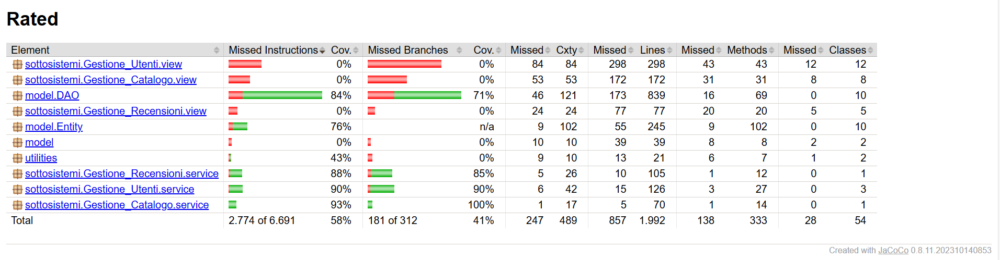 Rated
Element Missed Instructions Cov. Missed Branches Cov. Missed Cxty Missed Lines Missed Methods Missed Classes
sottosistemi.Gestione_Utenti.view 0% 0% 84 84 298 298 43 43 12 12
sottosistemi.Gestione_Catalogo.view 0% 0% 53 53 172 172 31 31 8 8
model.DAO 84% 71% 46 121 173 839 16 69 0 10
sottosistemi.Gestione_Recensioni.view 0% 0% 24 24 77 77 20 20 5 5
model.Entity 76% n/a 9 102 55 245 9 102 0 10
model 0% 0% 10 10 39 39 8 8 2 2
utilities 43% 0% 9 10 13 21 6 7 1 2
sottosistemi.Gestione_Recensioni.service 88% 85% 5 26 10 105 1 12 0 1
sottosistemi.Gestione_Utenti.service 90% 90% 6 42 15 126 3 27 0 3
sottosistemi.Gestione_Catalogo.service 93% 100% 1 17 5 70 1 14 0 1
Total 2.774 of 6.691 58% 181 of 312 41% 247 489 857 1.992 138 333 28 54
Created with JaCoCo 0.8.11.202310140853